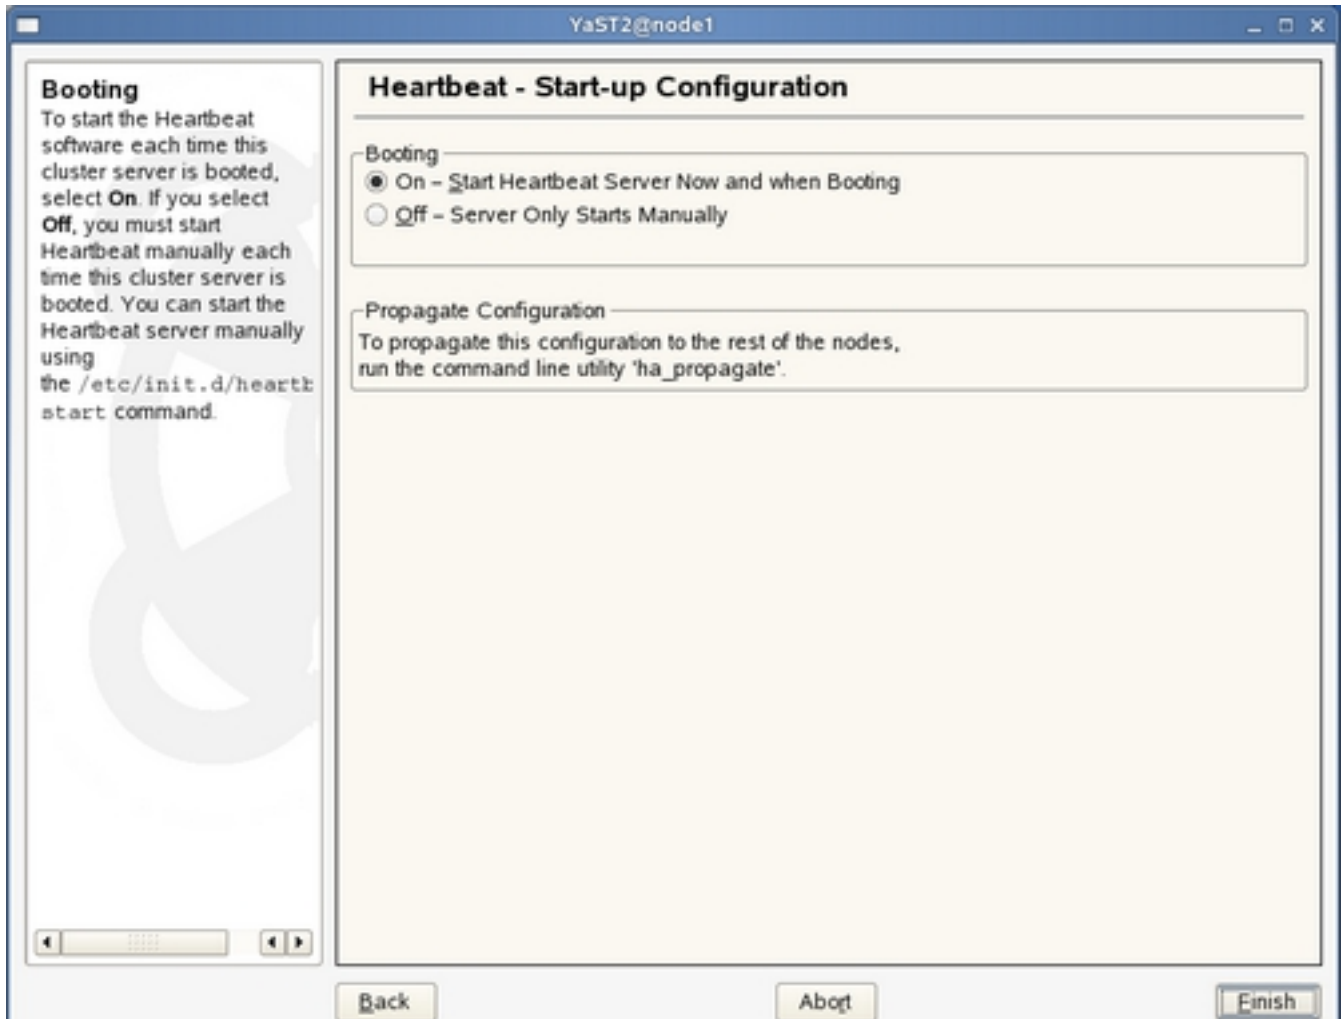 YaST2@node1
Booting
To start the Heartbeat
software each time this
cluster server is booted,
select On. If you select
Off, you must start
Heartbeat manually each
time this cluster server is
booted. You can start the
Heartbeat server manually
using
the /etc/init.d/heartb
start command.
Heartbeat - Start-up Configuration
Booting
On – Start Heartbeat Server Now and when Booting
Off – Server Only Starts Manually
Propagate Configuration
To propagate this configuration to the rest of the nodes,
run the command line utility 'ha_propagate'.
Back
Abort
Finish